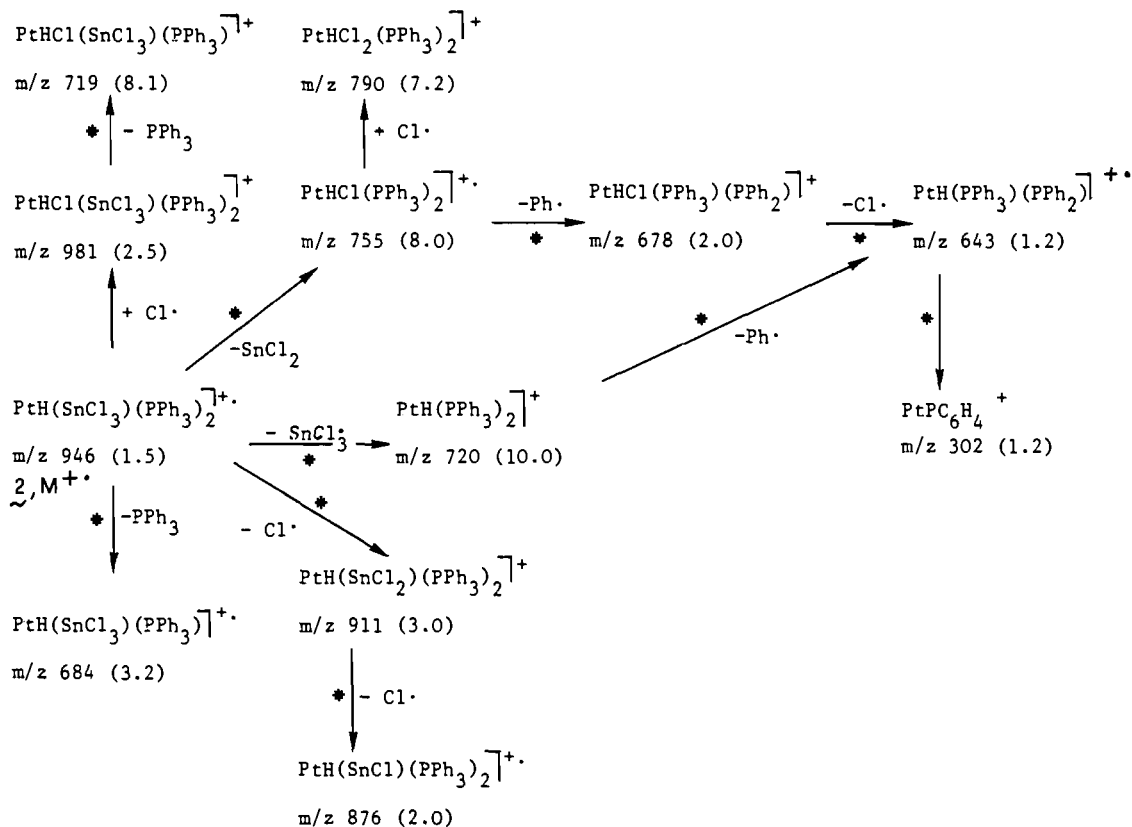 PtHCl(SnCl3)(PPh3)⌉+
m/z 719 (8.1)
PtHCl2(PPh3)2⌉+
m/z 790 (7.2)
* - PPh3
+ Cl·
PtHCl(SnCl3)(PPh3)2⌉+
m/z 981 (2.5)
PtHCl(PPh3)2⌉+·
m/z 755 (8.0)
-Ph·
*
PtHCl(PPh3)(PPh2)⌉+
m/z 678 (2.0)
-Cl·
*
PtH(PPh3)(PPh2)⌉+·
m/z 643 (1.2)
+ Cl·
*
-SnCl2
*
-Ph·
*
PtH(SnCl3)(PPh3)2⌉+·
m/z 946 (1.5)
2, M+·
- SnCl3·
*
PtH(PPh3)2⌉+
m/z 720 (10.0)
PtPC6H4+
m/z 302 (1.2)
* -PPh3
*
- Cl·
PtH(SnCl2)(PPh3)2⌉+
m/z 911 (3.0)
PtH(SnCl3)(PPh3)⌉+·
m/z 684 (3.2)
* - Cl·
PtH(SnCl)(PPh3)2⌉+·
m/z 876 (2.0)